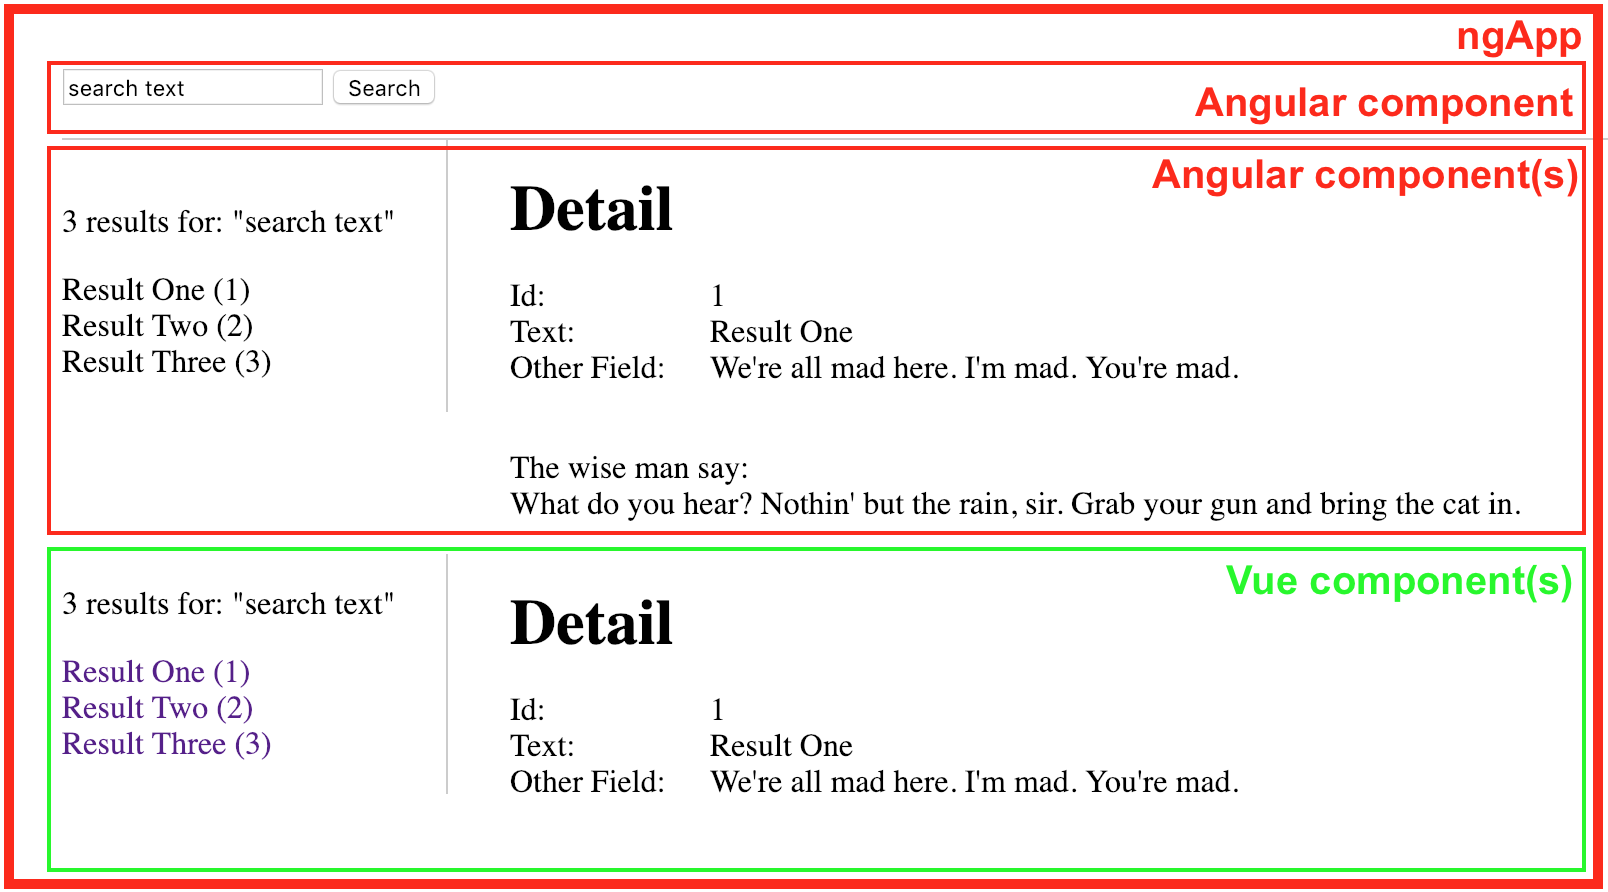 ngApp
search text Search
Angular component
Angular component(s)
3 results for: "search text"
Result One (1)
Result Two (2)
Result Three (3)
Detail
Id: 1
Text: Result One
Other Field: We're all mad here. I'm mad. You're mad.
The wise man say:
What do you hear? Nothin' but the rain, sir. Grab your gun and bring the cat in.
Vue component(s)
3 results for: "search text"
Result One (1)
Result Two (2)
Result Three (3)
Detail
Id: 1
Text: Result One
Other Field: We're all mad here. I'm mad. You're mad.